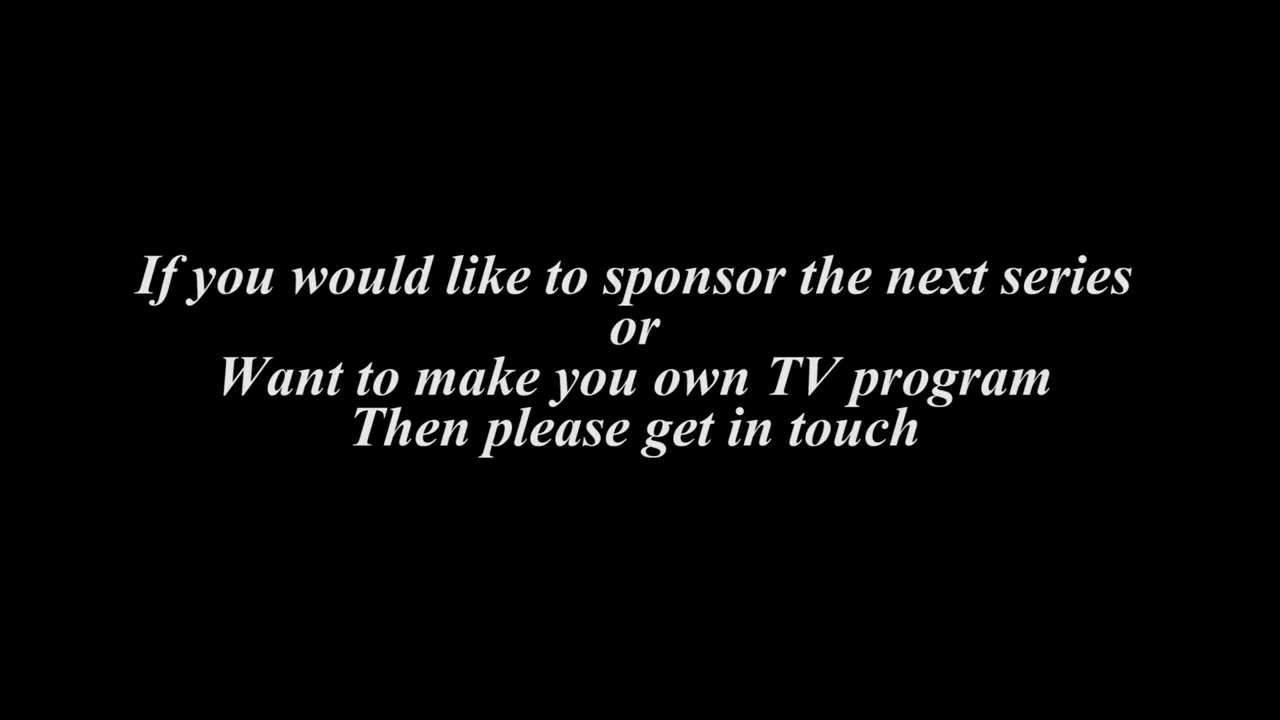 If you would like to sponsor the next series
or
Want to make you own TV program
Then please get in touch